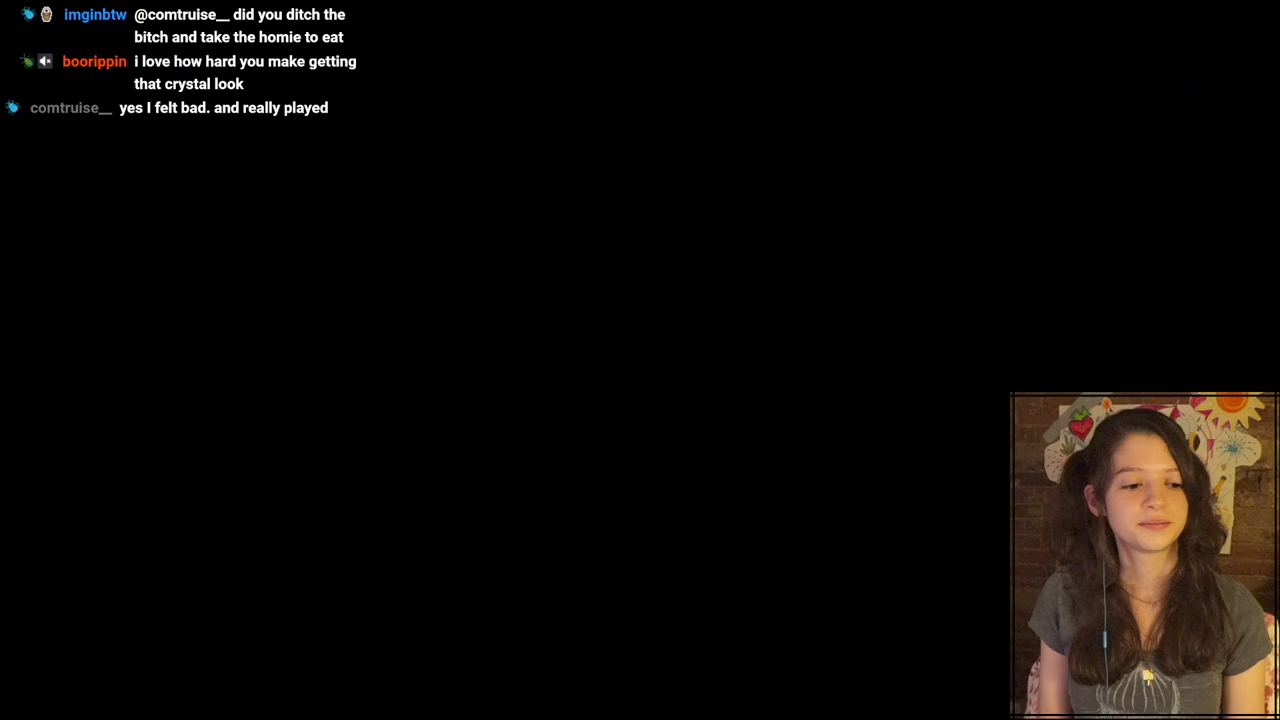 imginbtw @comtruise__ did you ditch the
bitch and take the homie to eat
boorippin i love how hard you make getting
that crystal look
comtruise__ yes I felt bad. and really played